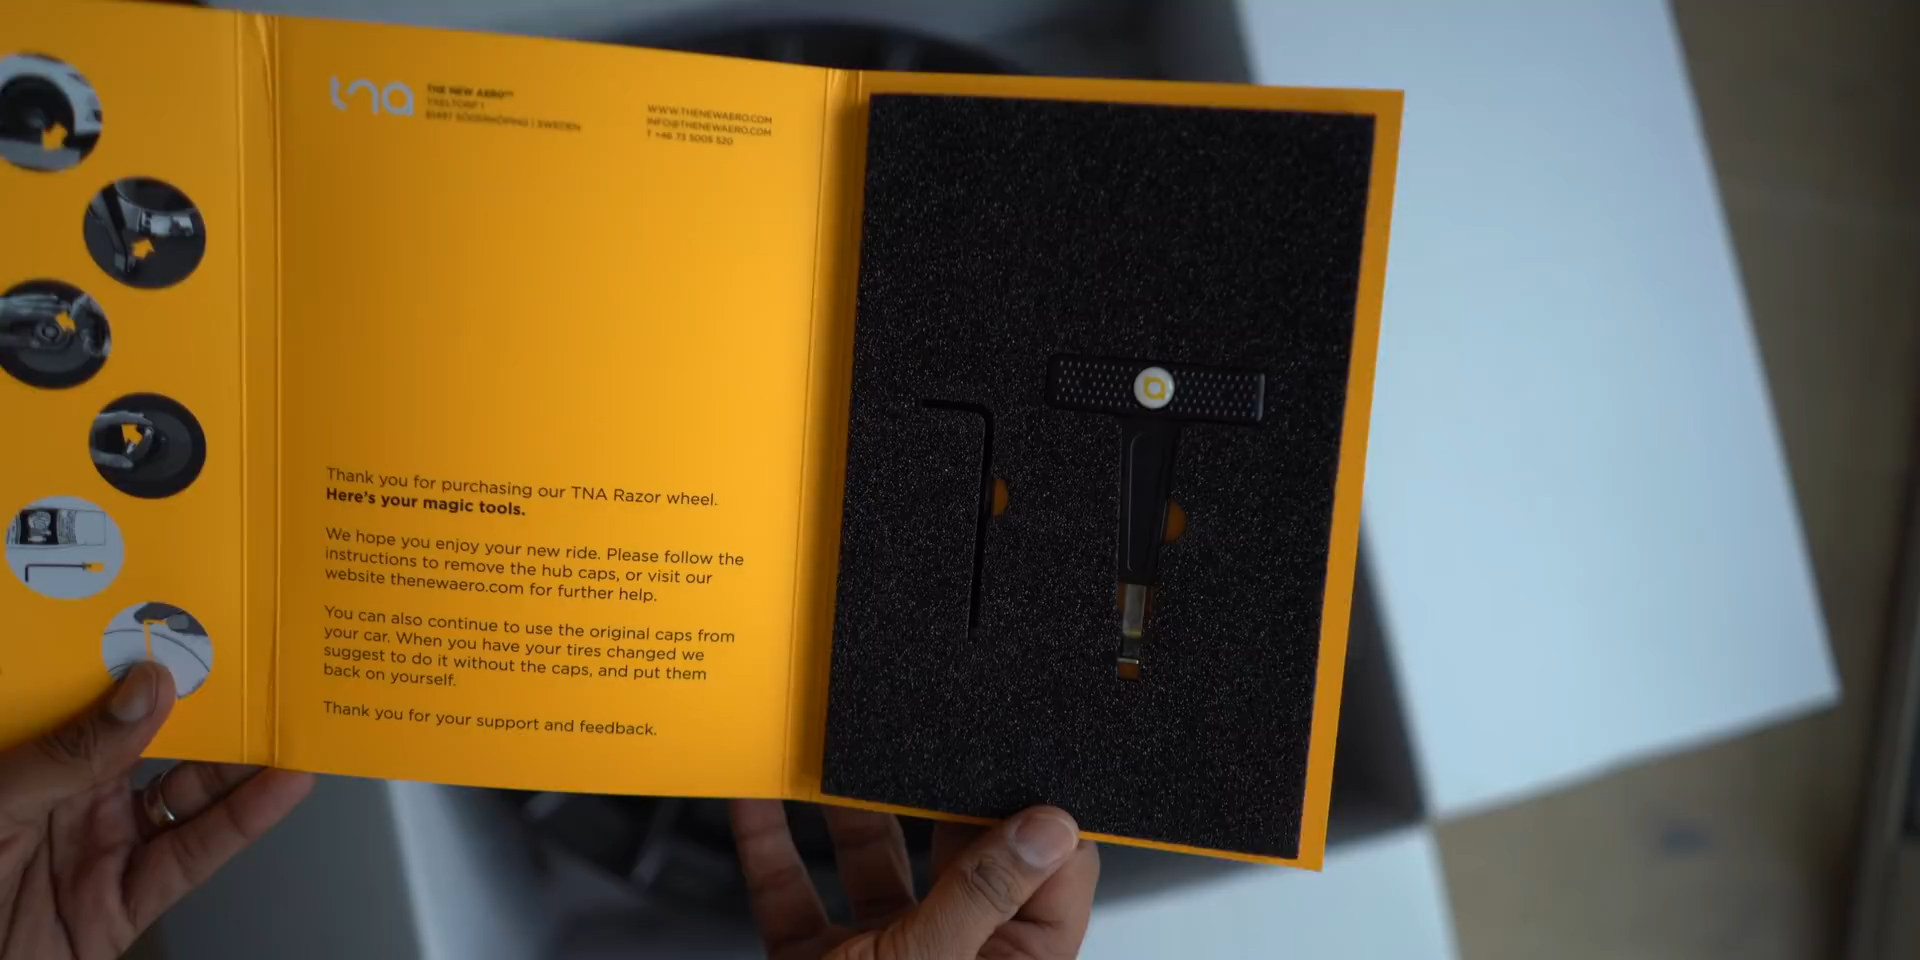 tna
THE NEW AERO™
WWW.THENEWAERO.COM
INFO@THENEWAERO.COM
T +46 73 5005 520
Thank you for purchasing our TNA Razor wheel.
Here's your magic tools.
We hope you enjoy your new ride. Please follow the
instructions to remove the hub caps, or visit our
website thenewaero.com for further help.
You can also continue to use the original caps from
your car. When you have your tires changed we
suggest to do it without the caps, and put them
back on yourself.
Thank you for your support and feedback.